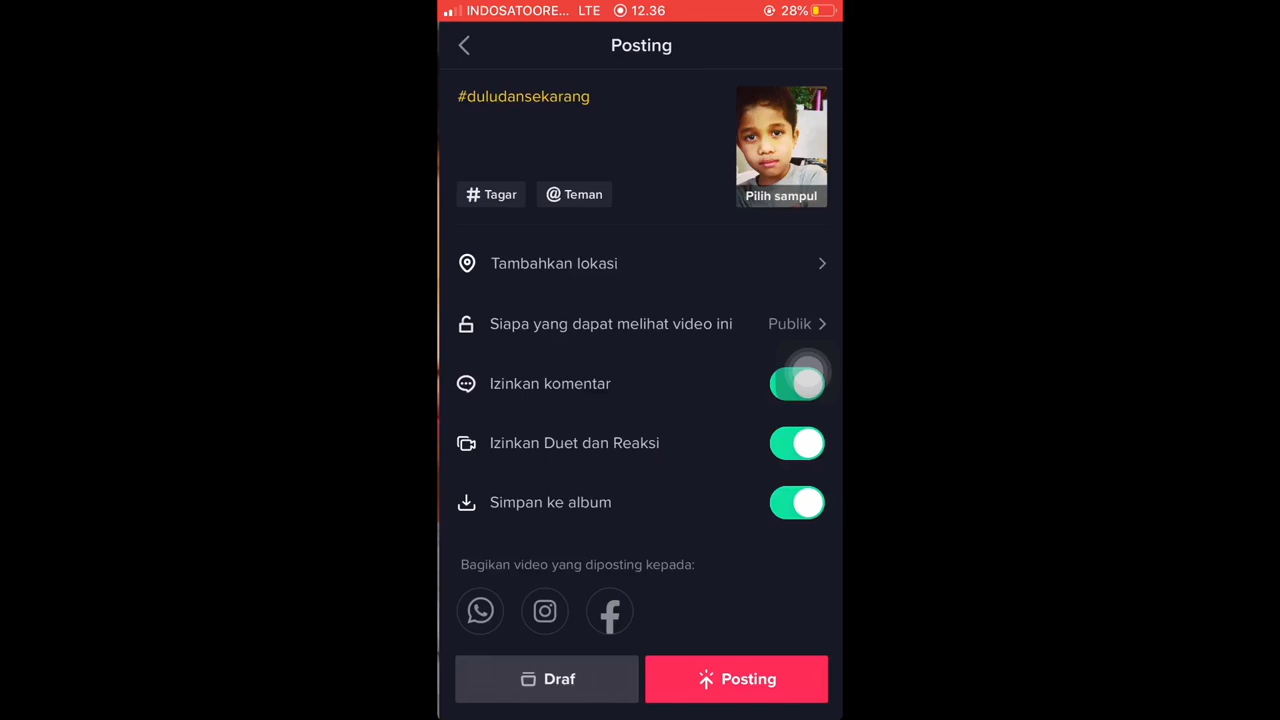 INDOSATOORE... LTE 12.36 28%
Posting
#duludansekarang
# Tagar @ Teman
Pilih sampul
Tambahkan lokasi
Siapa yang dapat melihat video ini Publik
Izinkan komentar
Izinkan Duet dan Reaksi
Simpan ke album
Bagikan video yang diposting kepada:
Draf Posting